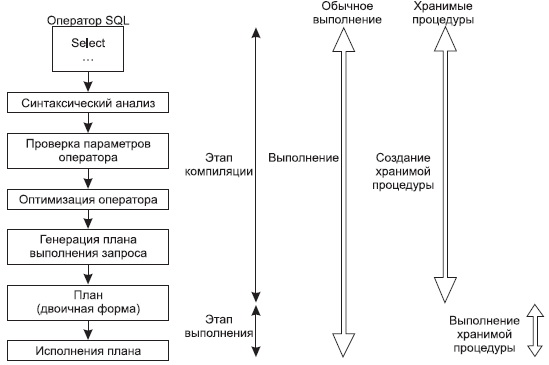 Оператор SQL
Select
...
Синтаксический анализ
Проверка параметров
оператора
Оптимизация оператора
Генерация плана
выполнения запроса
План
(двоичная форма)
Исполнения плана
Этап
компиляции
Этап
выполнения
Обычное
выполнение
Выполнение
Хранимые
процедуры
Создание
хранимой
процедуры
Выполнение
хранимой
процедуры